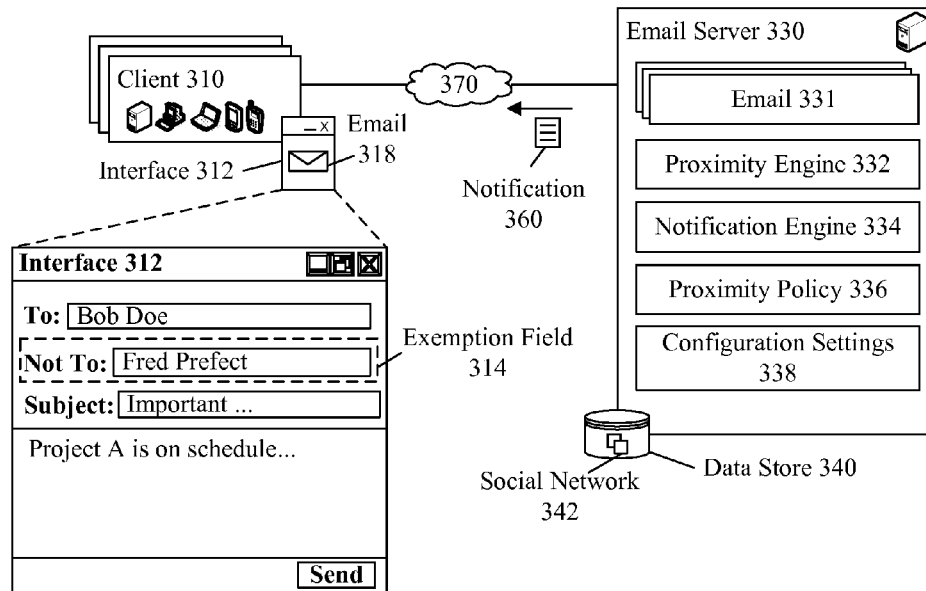 Email Server 330
Client 310
370
Email 331
Email
318
Interface 312
Notification
360
Proximity Engine 332
Notification Engine 334
Proximity Policy 336
Configuration Settings
338
Interface 312
To: Bob Doe
Not To: Fred Prefect
Exemption Field
314
Subject: Important ...
Project A is on schedule...
Social Network
342
Data Store 340
Send